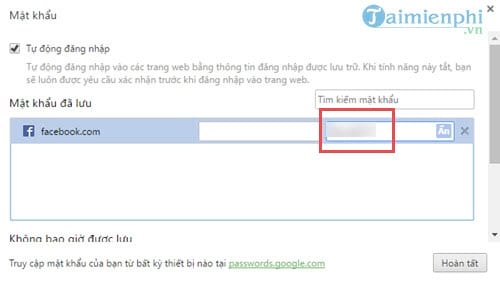 Mật khẩu
Taimienphi
.vn
Tự động đăng nhập
Tự động đăng nhập vào các trang web bằng thông tin đăng nhập được lưu trữ. Khi tính năng này tắt, bạn
sẽ luôn được yêu cầu xác nhận trước khi đăng nhập vào trang web.
Mật khẩu đã lưu
Tìm kiếm mật khẩu
facebook.com
Ẩn
Không bao giờ được lưu
Truy cập mật khẩu của bạn từ bất kỳ thiết bị nào tại passwords.google.com
Hoàn tất